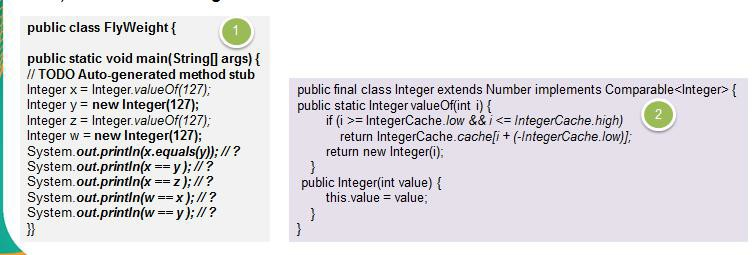 public class FlyWeight {
1
public static void main(String[] args) {
// TODO Auto-generated method stub
Integer x = Integer.valueOf(127);
Integer y = new Integer(127);
Integer z = Integer.valueOf(127);
Integer w = new Integer(127);
System.out.println(x.equals(y)); // ?
System.out.println(x == y ); // ?
System.out.println(x == z ); // ?
System.out.println(w == x ); // ?
System.out.println(w == y ); // ?
}}
public final class Integer extends Number implements Comparable<Integer> {
public static Integer valueOf(int i) {
2
if (i >= IntegerCache.low && i <= IntegerCache.high)
return IntegerCache.cache[i + (-IntegerCache.low)];
return new Integer(i);
}
public Integer(int value) {
this.value = value;
}
}